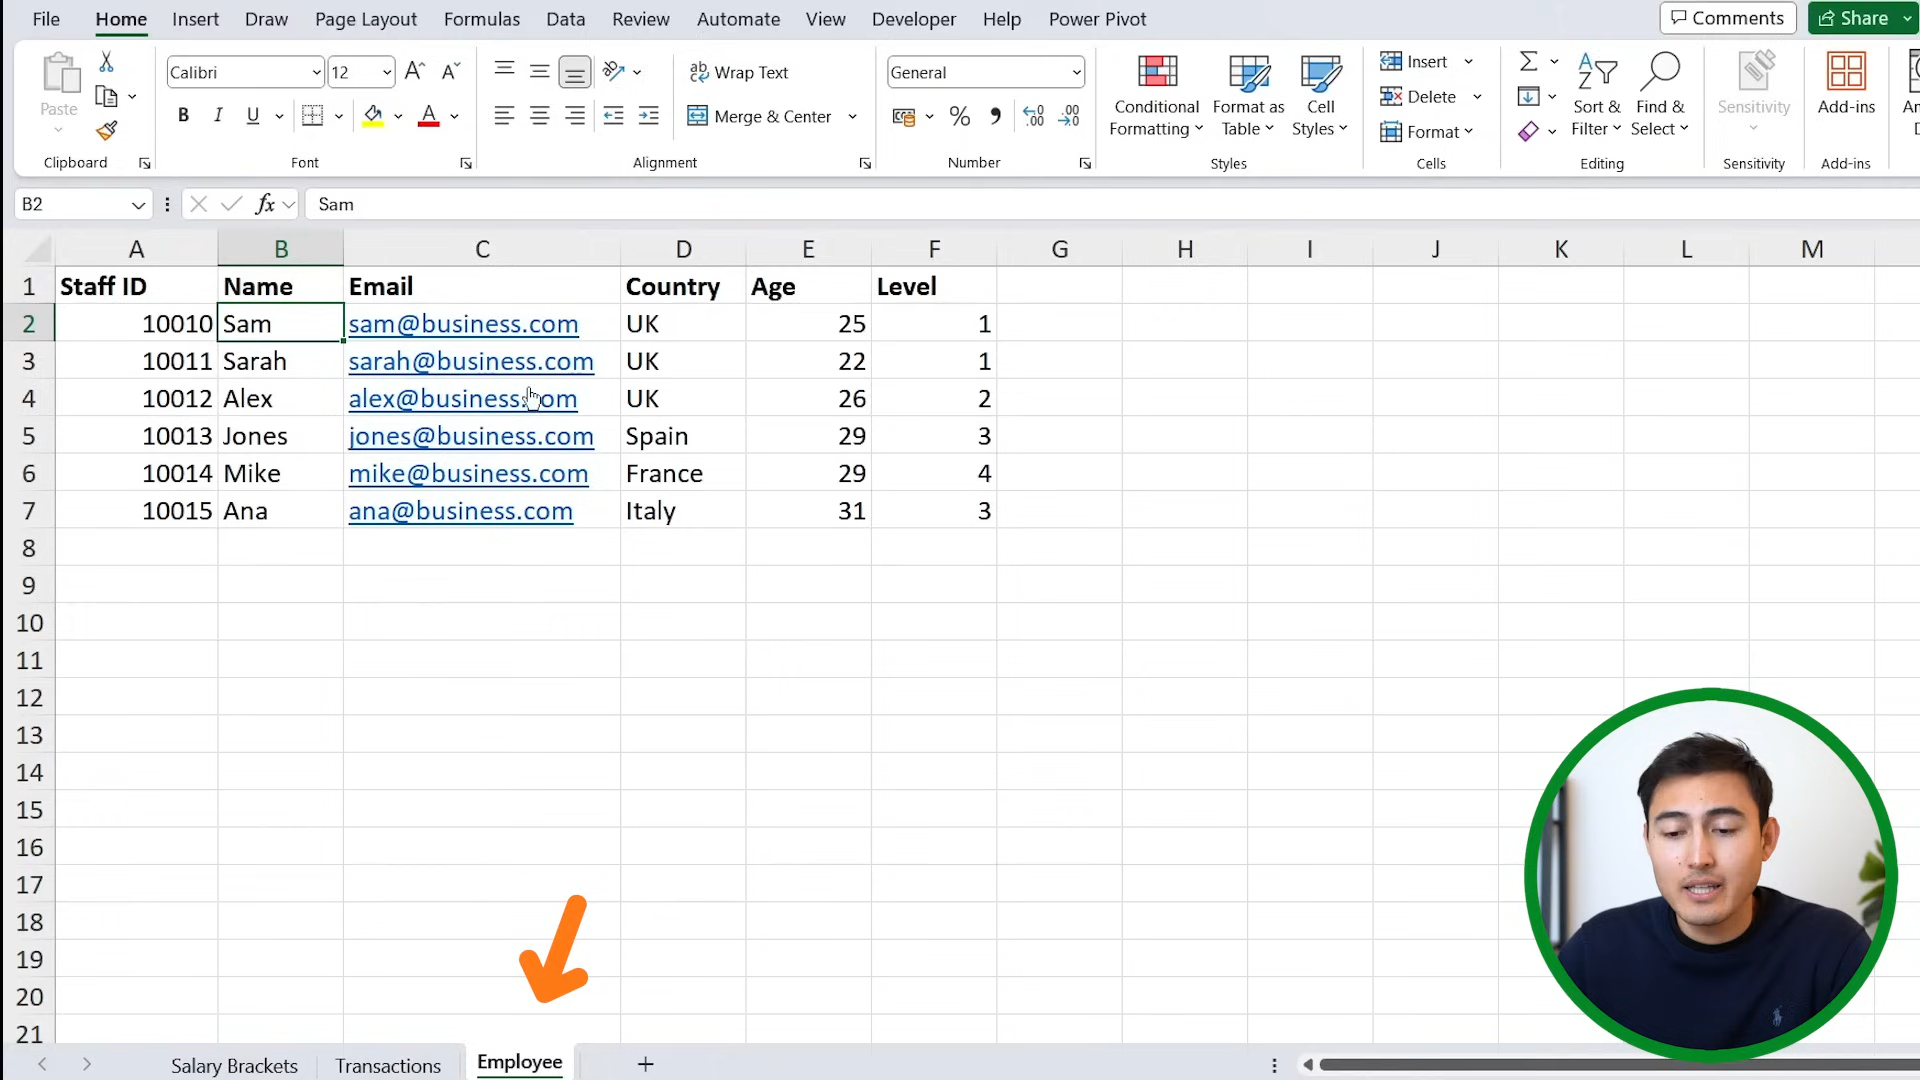 File Home Insert Draw Page Layout Formulas Data Review Automate View Developer Help Power Pivot Comments Share
Paste
Clipboard
Calibri 12
B I U A
Font
ab Wrap Text
Merge & Center
Alignment
General
% , .00
Number
Conditional Formatting
Format as Table
Cell Styles
Styles
Insert
Delete
Format
Cells
Sort & Filter
Find & Select
Editing
Sensitivity
Sensitivity
Add-ins
Add-ins
B2 fx Sam
A B C D E F G H I J K L M
1 Staff ID Name Email Country Age Level
2 10010 Sam sam@business.com UK 25 1
3 10011 Sarah sarah@business.com UK 22 1
4 10012 Alex alex@business.com UK 26 2
5 10013 Jones jones@business.com Spain 29 3
6 10014 Mike mike@business.com France 29 4
7 10015 Ana ana@business.com Italy 31 3
8
9
10
11
12
13
14
15
16
17
18
19
20
21
Salary Brackets Transactions Employee +